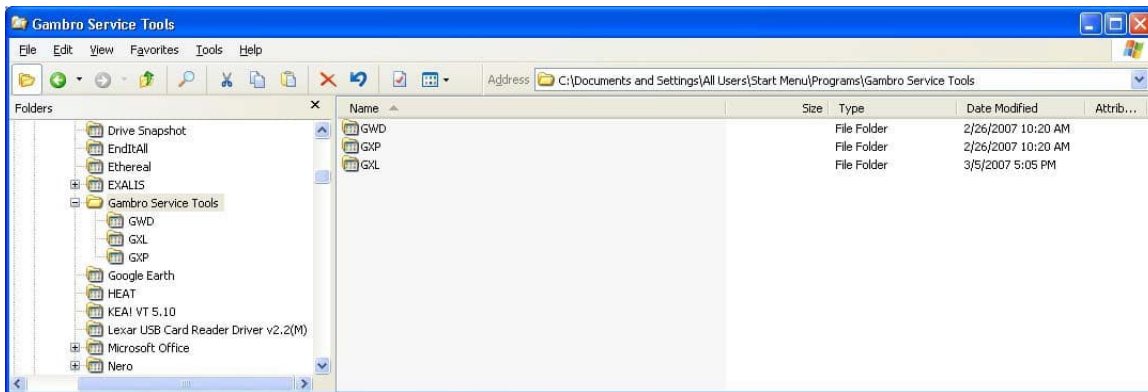 Gambro Service Tools
File Edit View Favorites Tools Help
Address C:\Documents and Settings\All Users\Start Menu\Programs\Gambro Service Tools
Folders x
Name Size Type Date Modified Attrib...
Drive Snapshot
EndItAll
Ethereal
EXALIS
Gambro Service Tools
GWD
GXL
GXP
Google Earth
HEAT
KEA! VT 5.10
Lexar USB Card Reader Driver v2.2(M)
Microsoft Office
Nero
GWD File Folder 2/26/2007 10:20 AM
GXP File Folder 2/26/2007 10:20 AM
GXL File Folder 3/5/2007 5:05 PM